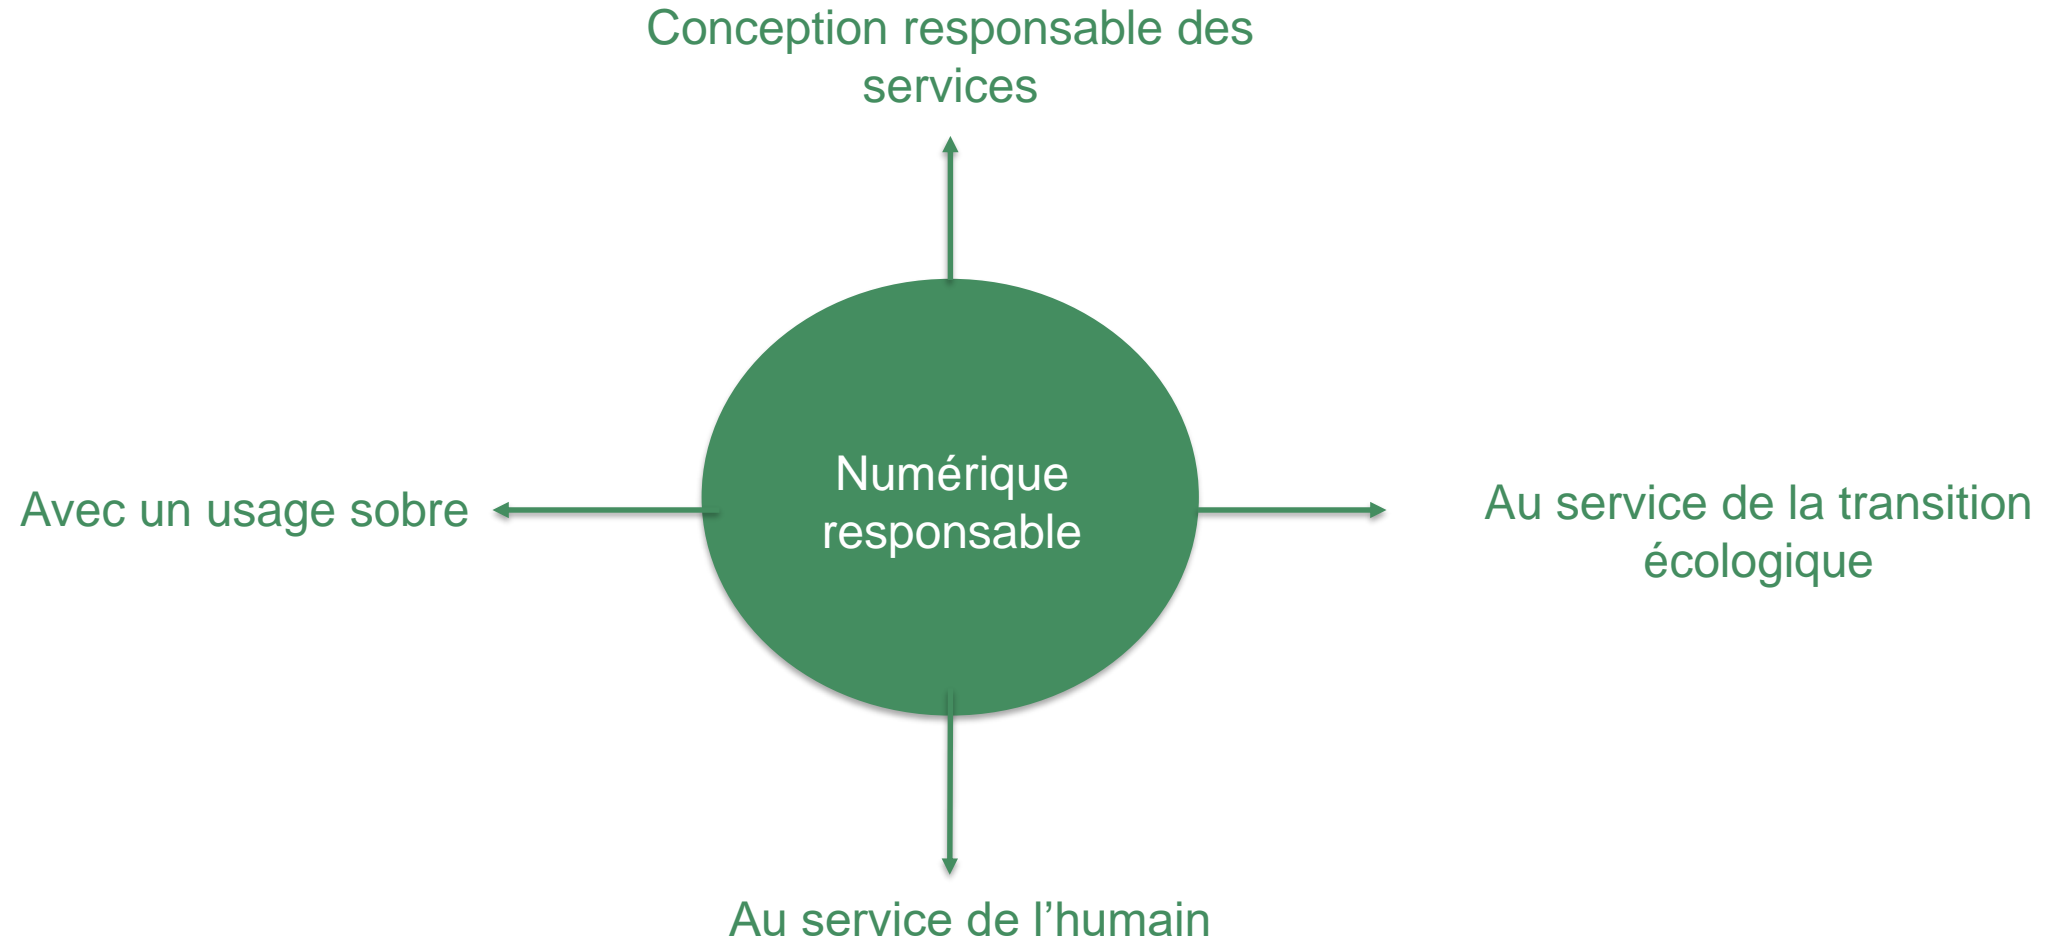 Conception responsable des
services
Numérique
responsable
Avec un usage sobre
Au service de la transition
écologique
Au service de l’humain